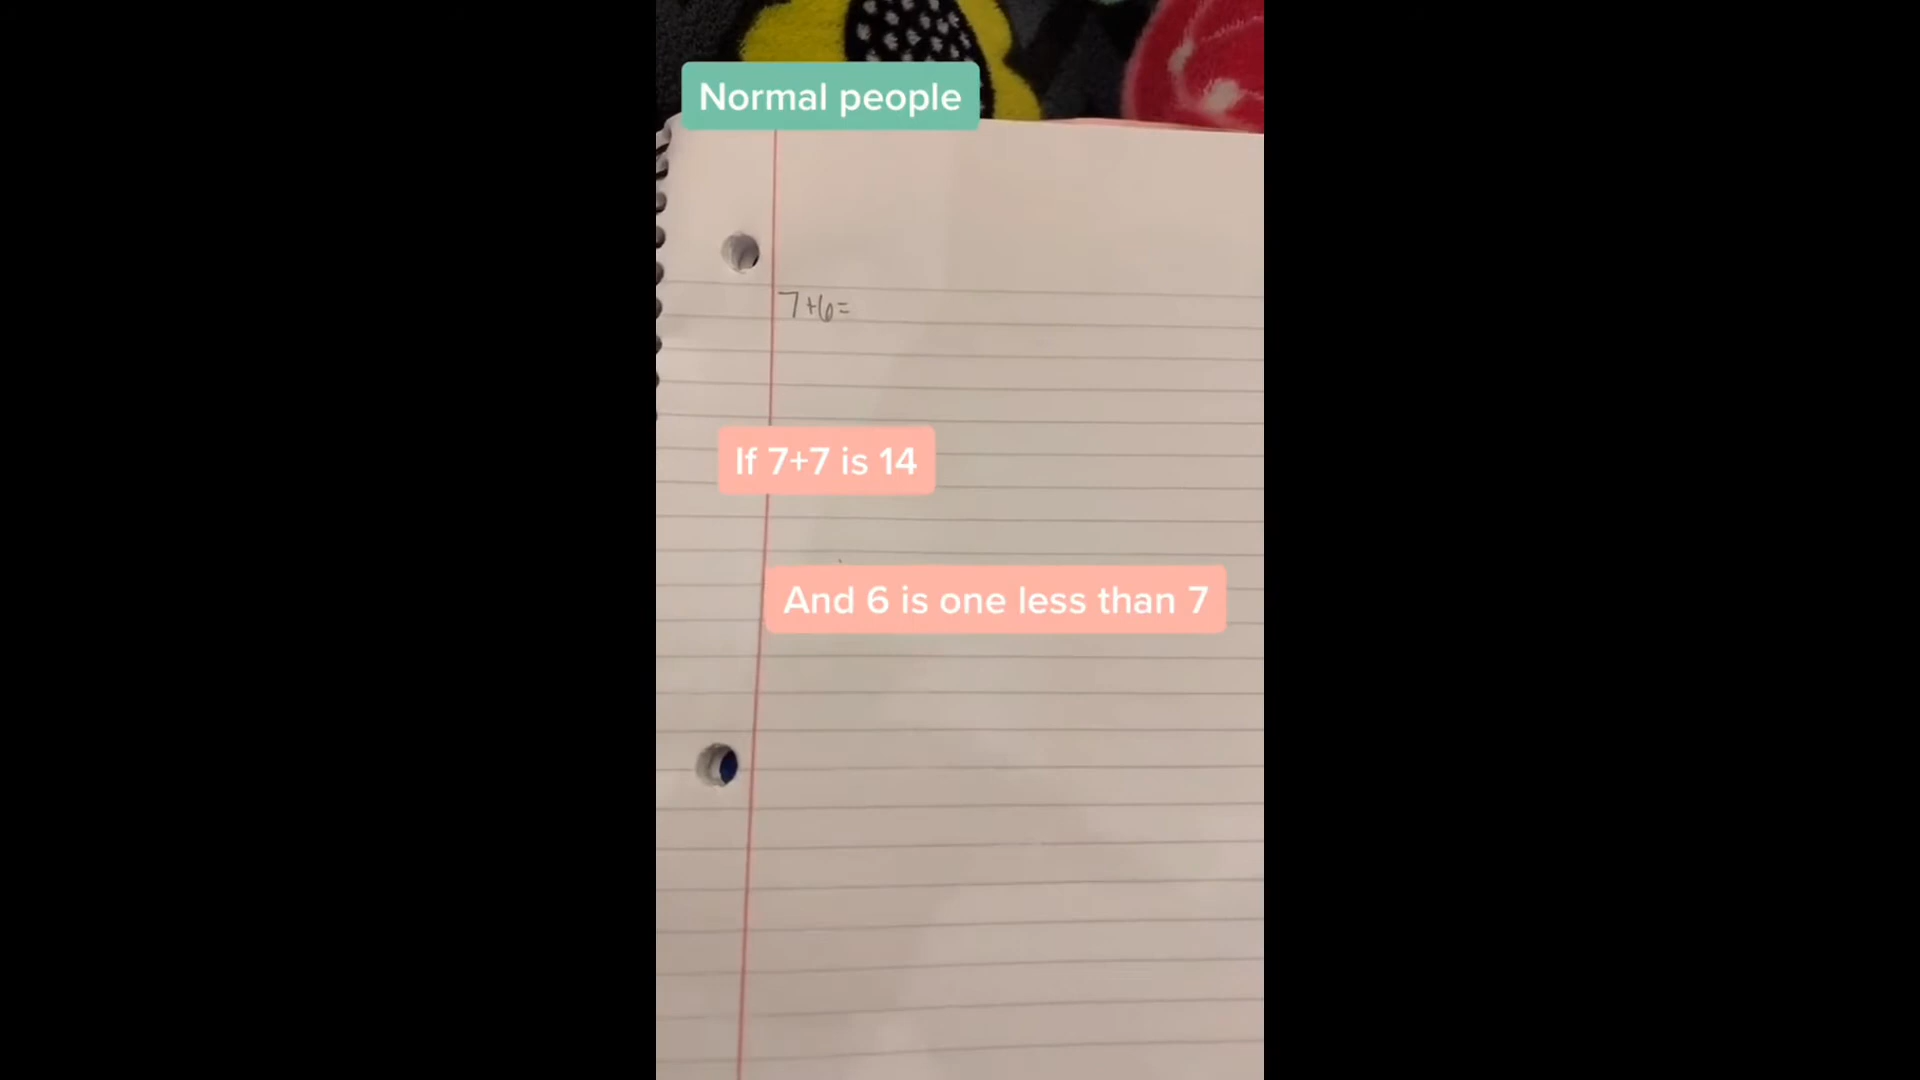 Normal people
7+6=
If 7+7 is 14
And 6 is one less than 7